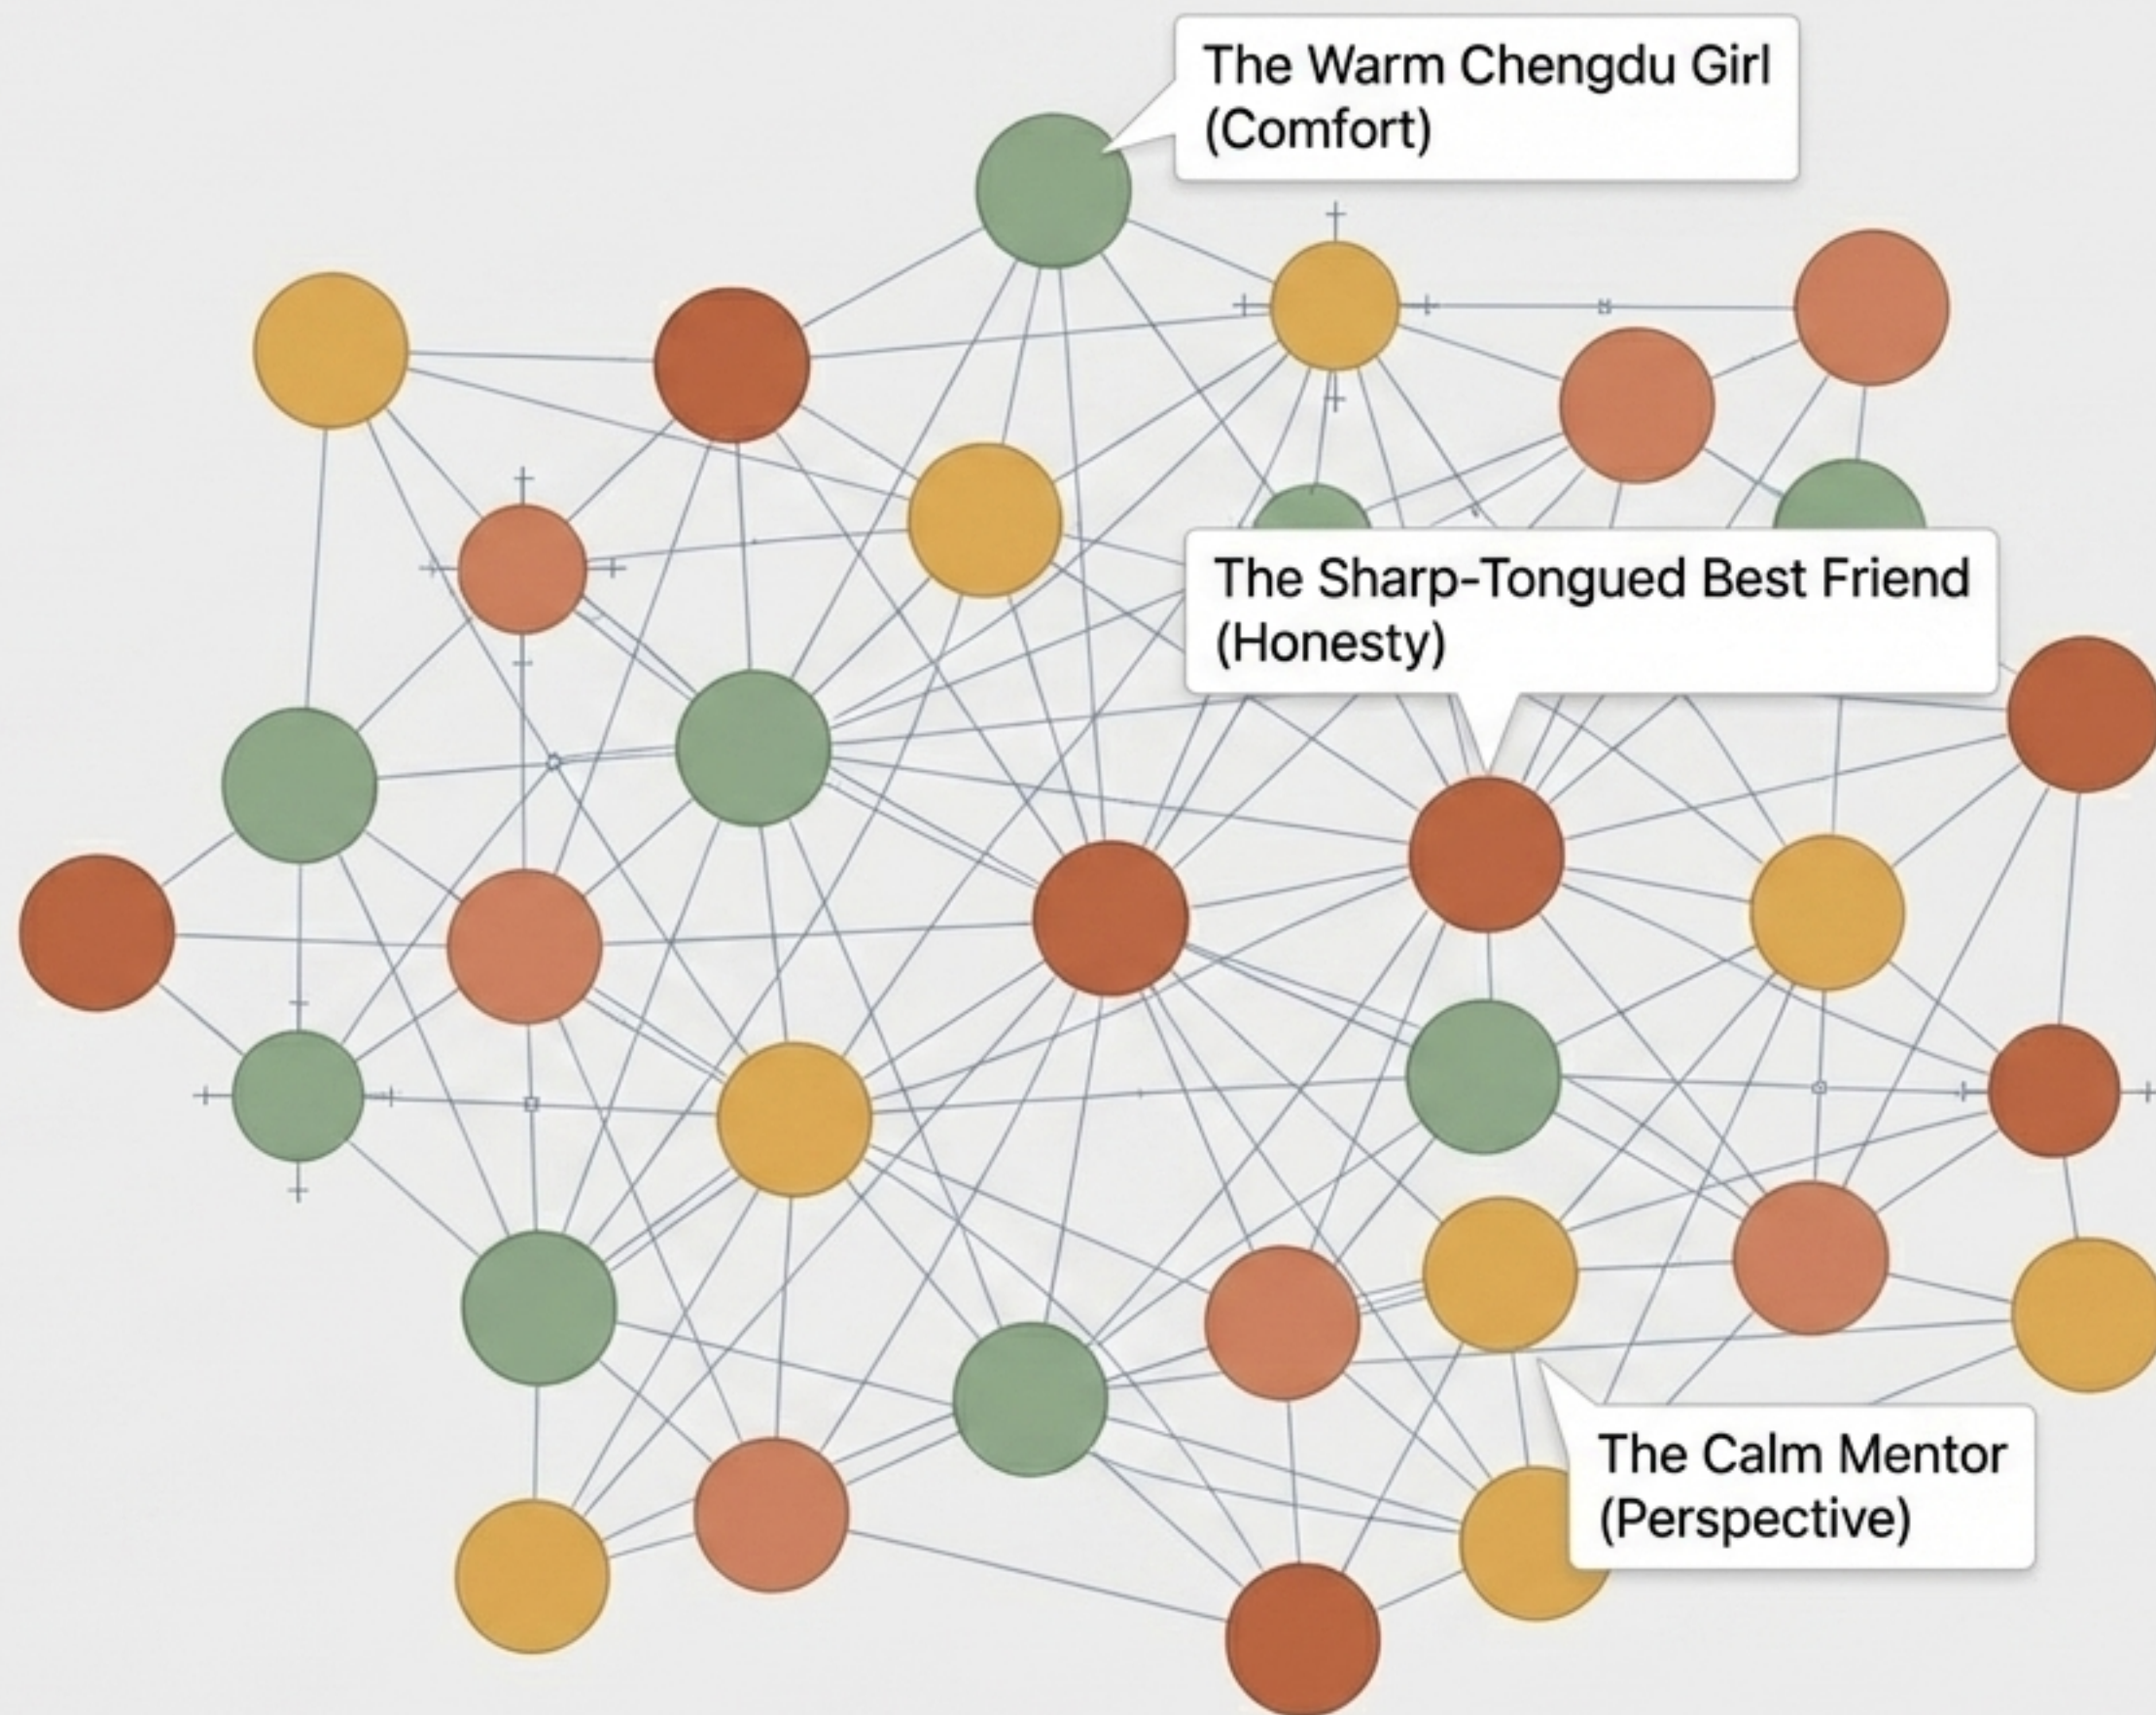 The Warm Chengdu Girl
(Comfort)
The Sharp-Tongued Best Friend
(Honesty)
The Calm Mentor
(Perspective)